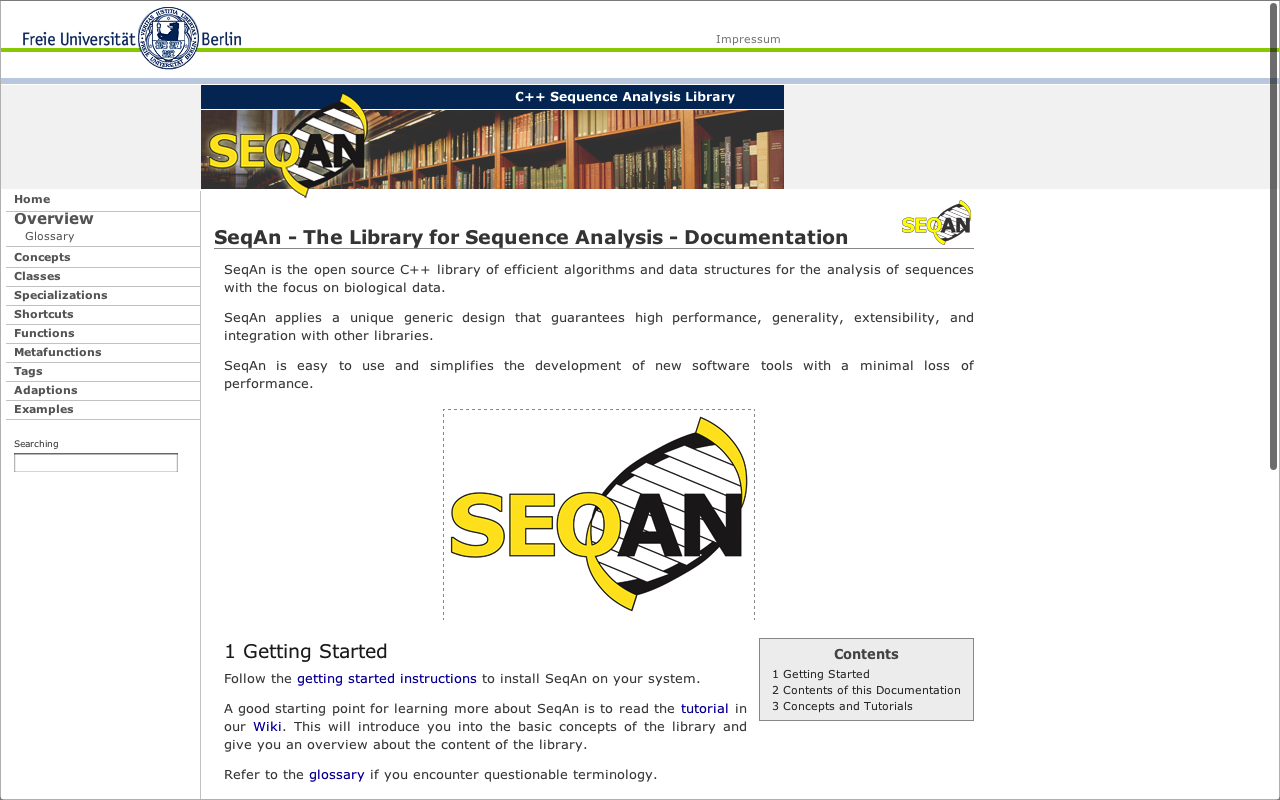 Freie Universität Berlin
Impressum
C++ Sequence Analysis Library
SEQAN
Home
Overview
Glossary
Concepts
Classes
Specializations
Shortcuts
Functions
Metafunctions
Tags
Adaptions
Examples
Searching
SEQAN
SeqAn - The Library for Sequence Analysis - Documentation
SeqAn is the open source C++ library of efficient algorithms and data structures for the analysis of sequences
with the focus on biological data.
SeqAn applies a unique generic design that guarantees high performance, generality, extensibility, and
integration with other libraries.
SeqAn is easy to use and simplifies the development of new software tools with a minimal loss of
performance.
SEQAN
1 Getting Started
Follow the getting started instructions to install SeqAn on your system.
A good starting point for learning more about SeqAn is to read the tutorial in
our Wiki. This will introduce you into the basic concepts of the library and
give you an overview about the content of the library.
Refer to the glossary if you encounter questionable terminology.
Contents
1 Getting Started
2 Contents of this Documentation
3 Concepts and Tutorials